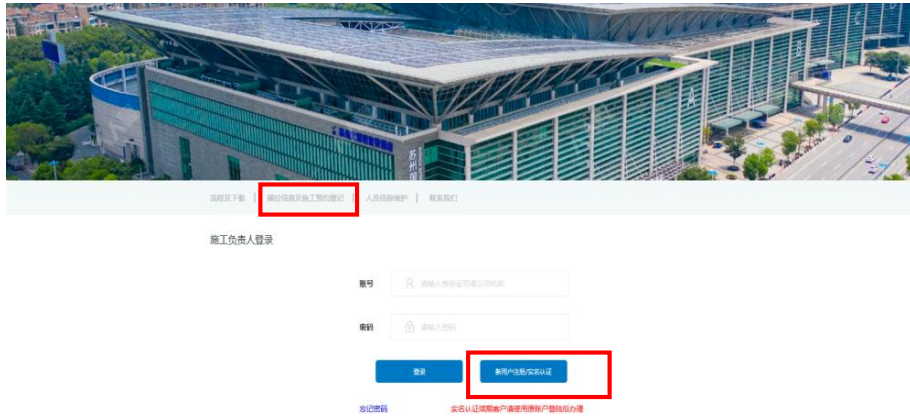 流程及下载 | 展位信息及施工预约登记 | 人员信息维护 | 联系我们
施工负责人登录
账号 请输入身份证号或公司名称
密码 请输入密码
登录 新用户注册/实名认证
忘记密码 实名认证续期客户请使用原账户登陆后办理